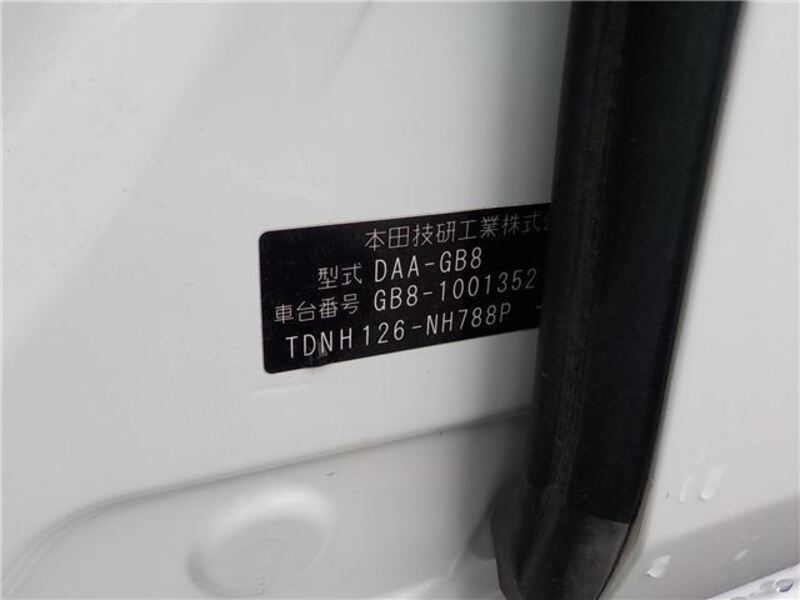 本田技研工業株式
型式 DAA-GB8
車台番号 GB8-1001352
TDNH126-NH788P -